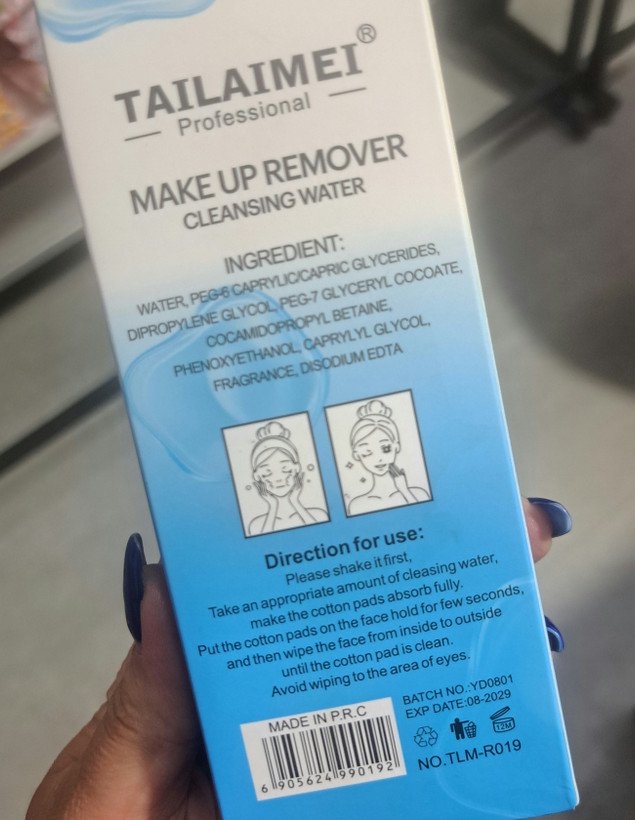 TAILAIMEI®
Professional
MAKE UP REMOVER
CLEANSING WATER
INGREDIENT:
WATER, PEG-6 CAPRYLIC/CAPRIC GLYCERIDES,
DIPROPYLENE GLYCOL, PEG-7 GLYCERYL COCOATE,
COCAMIDOPROPYL BETAINE,
PHENOXYETHANOL, CAPRYLYL GLYCOL,
FRAGRANCE, DISODIUM EDTA
Direction for use:
Please shake it first,
Take an appropriate amount of cleasing water,
make the cotton pads absorb fully.
Put the cotton pads on the face hold for few seconds,
and then wipe the face from inside to outside
until the cotton pad is clean.
Avoid wiping to the area of eyes.
MADE IN P.R.C
6 905624 990192
BATCH NO.:YD0801
EXP DATE:08-2029
12M
NO.TLM-R019